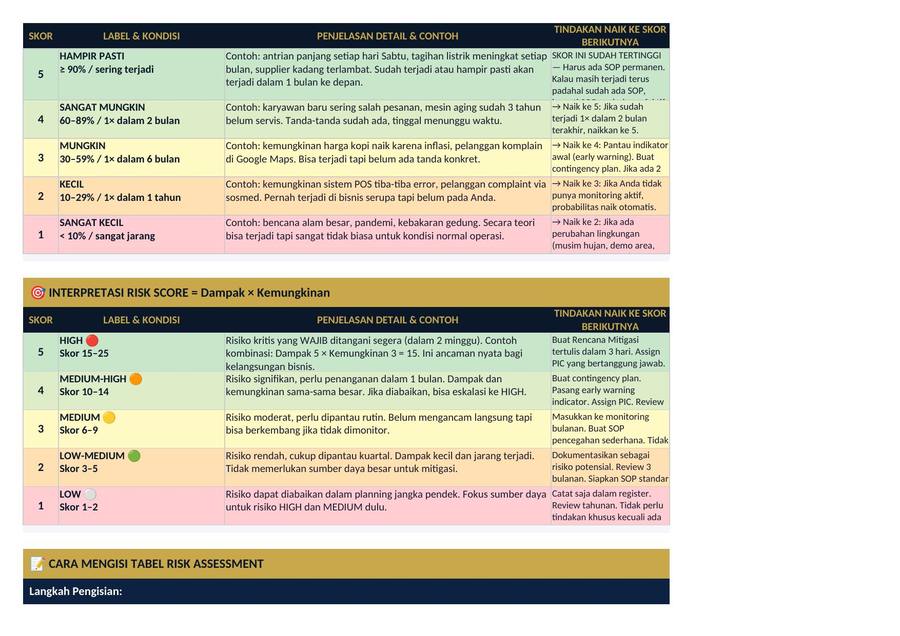 SKOR
LABEL & KONDISI
PENJELASAN DETAIL & CONTOH
TINDAKAN NAIK KE SKOR
BERIKUTNYA
5
HAMPIR PASTI
≥ 90% / sering terjadi
Contoh: antrian panjang setiap hari Sabtu, tagihan listrik meningkat setiap
bulan, supplier kadang terlambat. Sudah terjadi atau hampir pasti akan
terjadi dalam 1 bulan ke depan.
SKOR INI SUDAH TERTINGGI
— Harus ada SOP permanen.
Kalau masih terjadi terus
padahal sudah ada SOP,
4
SANGAT MUNGKIN
60–89% / 1× dalam 2 bulan
Contoh: karyawan baru sering salah pesanan, mesin aging sudah 3 tahun
belum servis. Tanda-tanda sudah ada, tinggal menunggu waktu.
→ Naik ke 5: Jika sudah
terjadi 1× dalam 2 bulan
terakhir, naikkan ke 5.
3
MUNGKIN
30–59% / 1× dalam 6 bulan
Contoh: kemungkinan harga kopi naik karena inflasi, pelanggan komplain
di Google Maps. Bisa terjadi tapi belum ada tanda konkret.
→ Naik ke 4: Pantau indikator
awal (early warning). Buat
contingency plan. Jika ada 2
2
KECIL
10–29% / 1× dalam 1 tahun
Contoh: kemungkinan sistem POS tiba-tiba error, pelanggan complaint via
sosmed. Pernah terjadi di bisnis serupa tapi belum pada Anda.
→ Naik ke 3: Jika Anda tidak
punya monitoring aktif,
probabilitas naik otomatis.
1
SANGAT KECIL
< 10% / sangat jarang
Contoh: bencana alam besar, pandemi, kebakaran gedung. Secara teori
bisa terjadi tapi sangat tidak biasa untuk kondisi normal operasi.
→ Naik ke 2: Jika ada
perubahan lingkungan
(musim hujan, demo area,
🎯 INTERPRETASI RISK SCORE = Dampak × Kemungkinan
SKOR
LABEL & KONDISI
PENJELASAN DETAIL & CONTOH
TINDAKAN NAIK KE SKOR
BERIKUTNYA
5
HIGH 🔴
Skor 15–25
Risiko kritis yang WAJIB ditangani segera (dalam 2 minggu). Contoh
kombinasi: Dampak 5 × Kemungkinan 3 = 15. Ini ancaman nyata bagi
kelangsungan bisnis.
Buat Rencana Mitigasi
tertulis dalam 3 hari. Assign
PIC yang bertanggung jawab.
4
MEDIUM-HIGH 🟠
Skor 10–14
Risiko signifikan, perlu penanganan dalam 1 bulan. Dampak dan
kemungkinan sama-sama besar. Jika diabaikan, bisa eskalasi ke HIGH.
Buat contingency plan.
Pasang early warning
indicator. Assign PIC. Review
3
MEDIUM 🟡
Skor 6–9
Risiko moderat, perlu dipantau rutin. Belum mengancam langsung tapi
bisa berkembang jika tidak dimonitor.
Masukkan ke monitoring
bulanan. Buat SOP
pencegahan sederhana. Tidak
2
LOW-MEDIUM 🟢
Skor 3–5
Risiko rendah, cukup dipantau kuartal. Dampak kecil dan jarang terjadi.
Tidak memerlukan sumber daya besar untuk mitigasi.
Dokumentasikan sebagai
risiko potensial. Review 3
bulanan. Siapkan SOP standar
1
LOW ⚪
Skor 1–2
Risiko dapat diabaikan dalam planning jangka pendek. Fokus sumber daya
untuk risiko HIGH dan MEDIUM dulu.
Catat saja dalam register.
Review tahunan. Tidak perlu
tindakan khusus kecuali ada
📝 CARA MENGISI TABEL RISK ASSESSMENT
Langkah Pengisian: